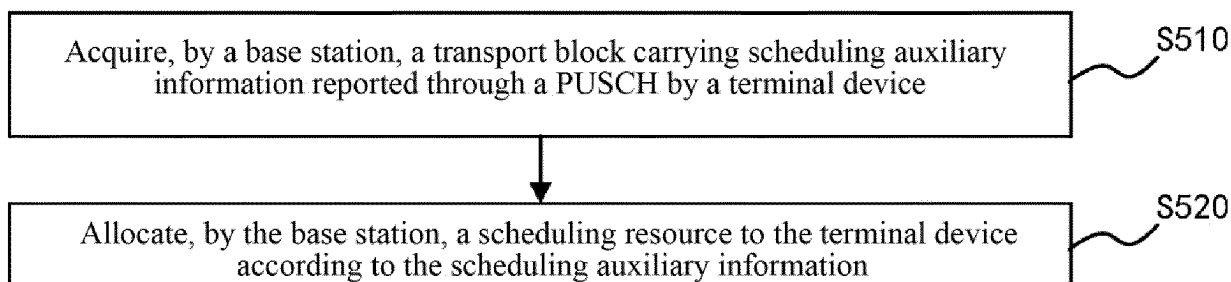 Acquire, by a base station, a transport block carrying scheduling auxiliary
information reported through a PUSCH by a terminal device
S510
Allocate, by the base station, a scheduling resource to the terminal device
according to the scheduling auxiliary information
S520